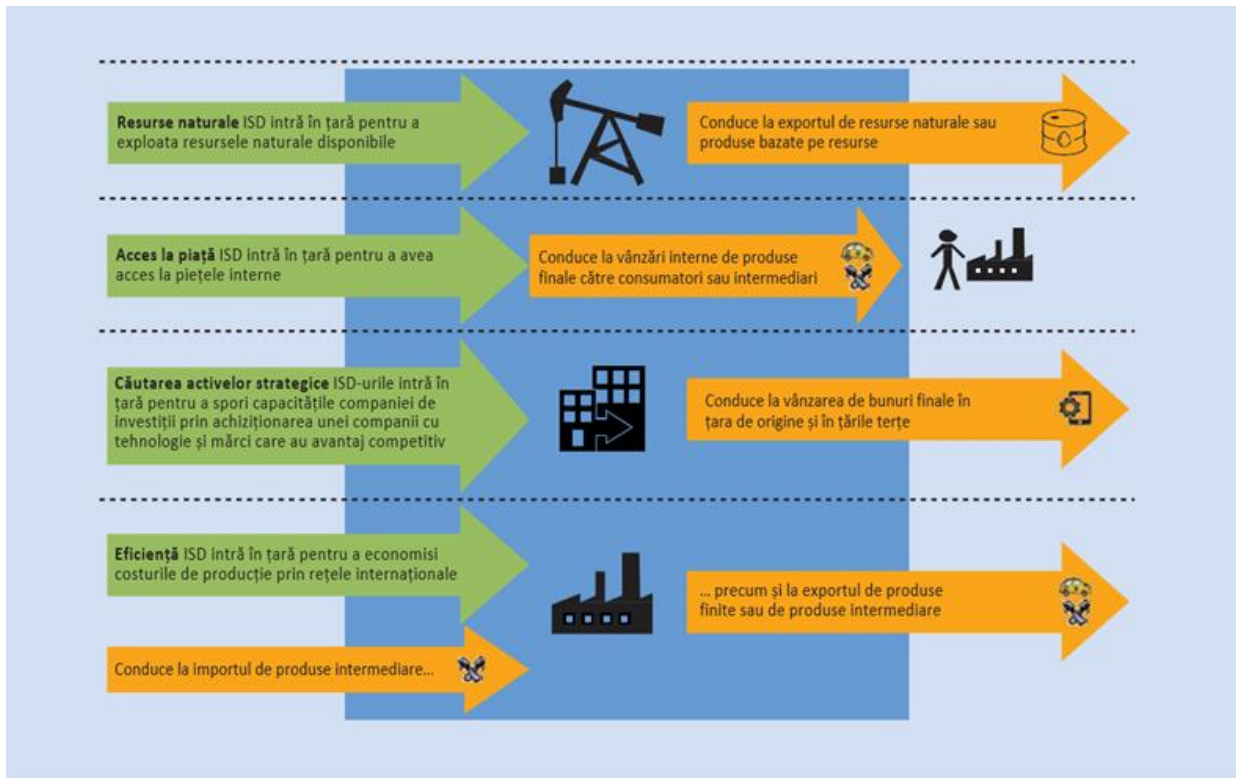 Resurse naturale ISD intră în țară pentru a
exploata resursele naturale disponibile
Conduce la exportul de resurse naturale sau
produse bazate pe resurse
Acces la piață ISD intră în țară pentru a avea
acces la piețele interne
Conduce la vânzări interne de produse
finale către consumatori sau intermediari
Căutarea activelor strategice ISD-urile intră în
țară pentru a spori capacitățile companiei de
investiții prin achiziționarea unei companii cu
tehnologie și mărci care au avantaj competitiv
Conduce la vânzarea de bunuri finale în
țara de origine și în țările terțe
Eficiență ISD intră în țară pentru a economisi
costurile de producție prin rețele internaționale
... precum și la exportul de produse
finite sau de produse intermediare
Conduce la importul de produse intermediare...